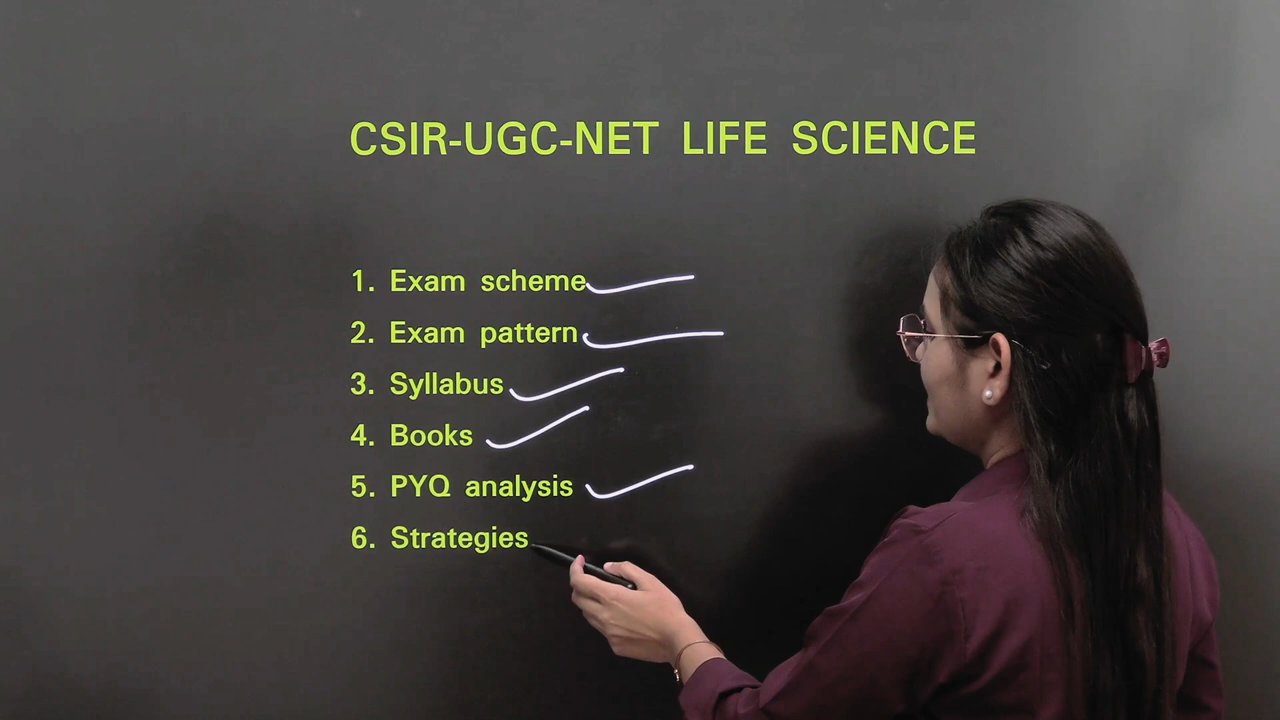 CSIR-UGC-NET LIFE SCIENCE
1. Exam scheme
2. Exam pattern
3. Syllabus
4. Books
5. PYQ analysis
6. Strategies